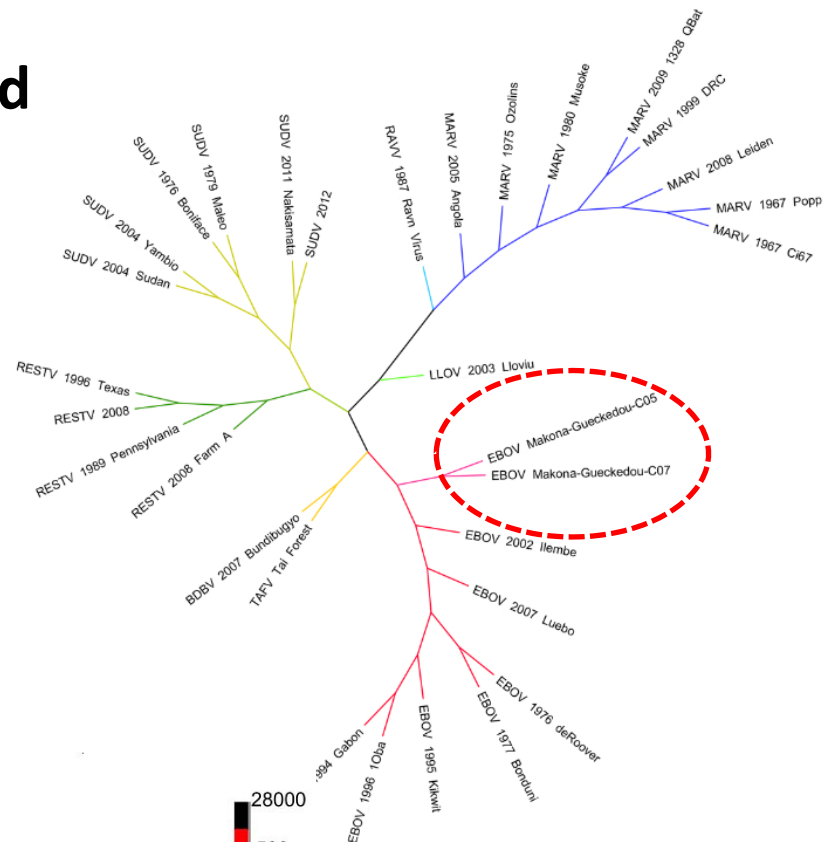 d
MARV 2009 1328 QBat
MARV 1999 DRC
MARV 2008 Leiden
MARV 1967 Popp
MARV 1967 Ci67
MARV 1980 Musoke
MARV 1975 Ozolins
MARV 2005 Angola
RAVV 1987 Ravn Virus
SUDV 2012
SUDV 2011 Nakisamata
SUDV 1979 Maleo
SUDV 1976 Boniface
SUDV 2004 Yambio
SUDV 2004 Sudan
RESTV 1996 Texas
RESTV 2008
RESTV 1989 Pennsylvania
RESTV 2008 Farm A
LLOV 2003 Lloviu
EBOV Makona-Gueckedou-C05
EBOV Makona-Gueckedou-C07
EBOV 2002 Ilembe
EBOV 2007 Luebo
EBOV 1976 deRoover
EBOV 1977 Bonduni
EBOV 1995 Kikwit
EBOV 1996 1Oba
1994 Gabon
BDBV 2007 Bundibugyo
TAFV Tai Forest
28000